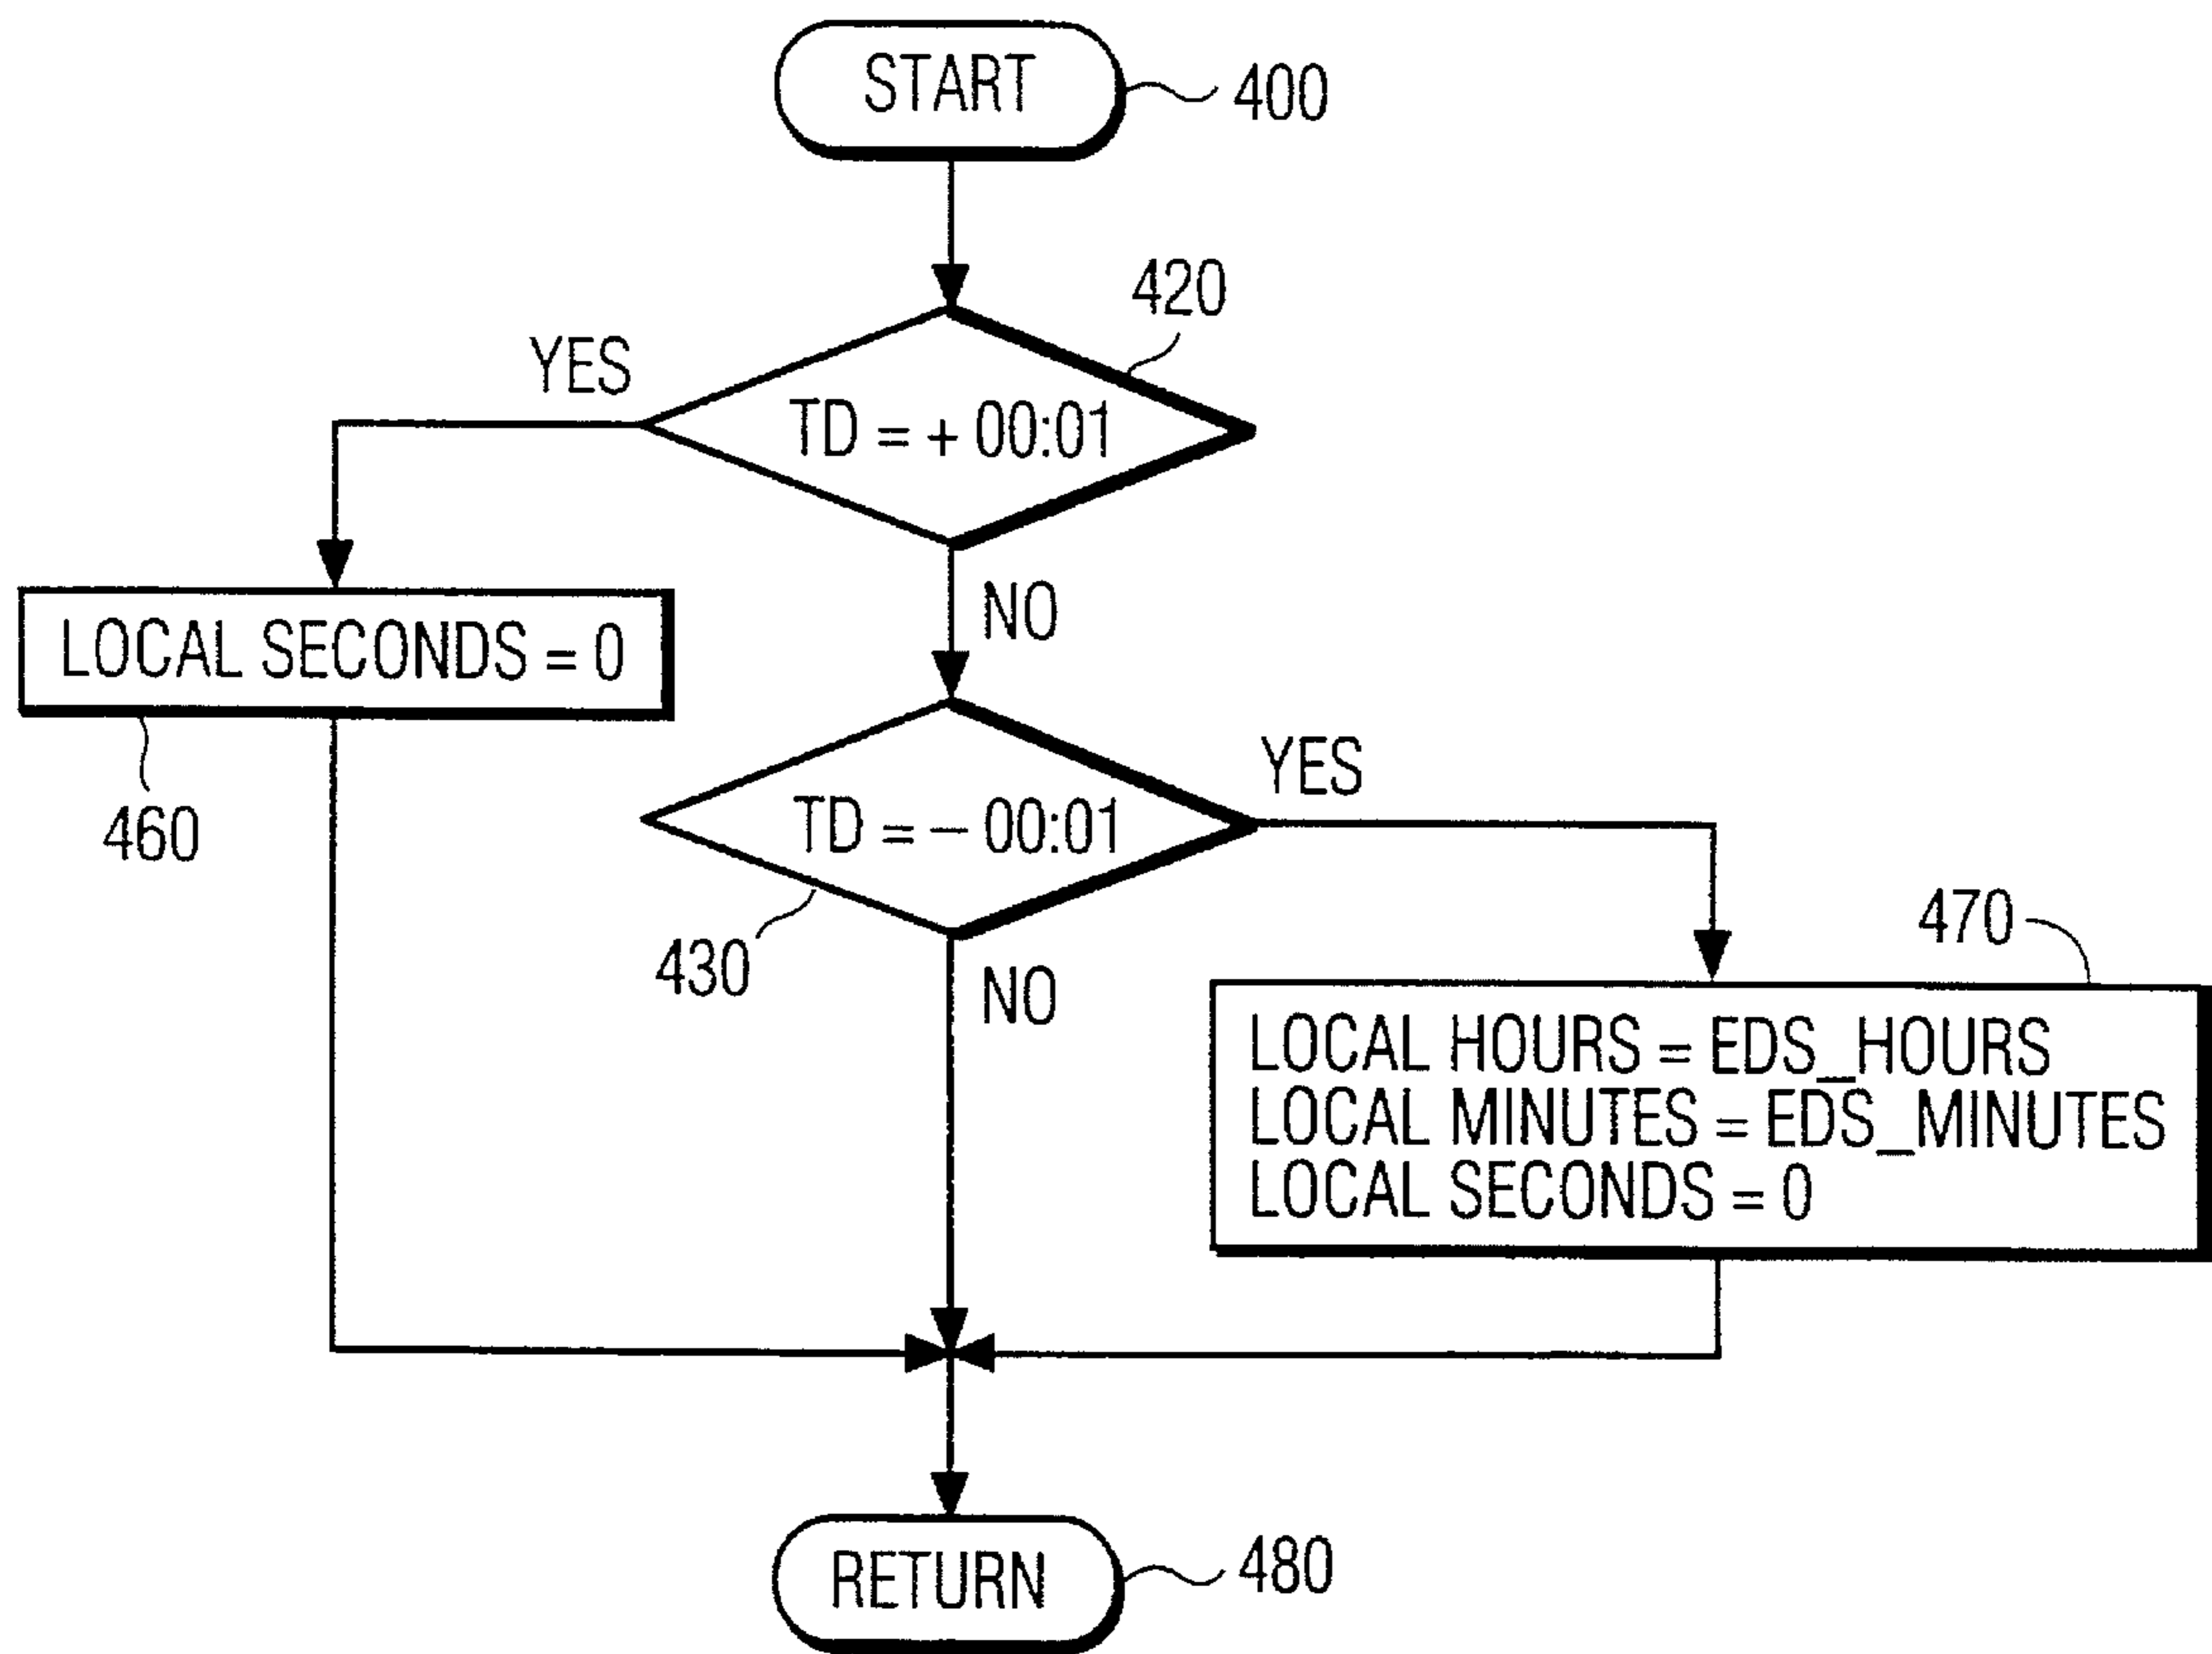 START
400
420
YES
TD = + 00:01
NO
LOCAL SECONDS = 0
460
YES
TD = – 00:01
430
NO
470
LOCAL HOURS = EDS_HOURS
LOCAL MINUTES = EDS_MINUTES
LOCAL SECONDS = 0
RETURN
480